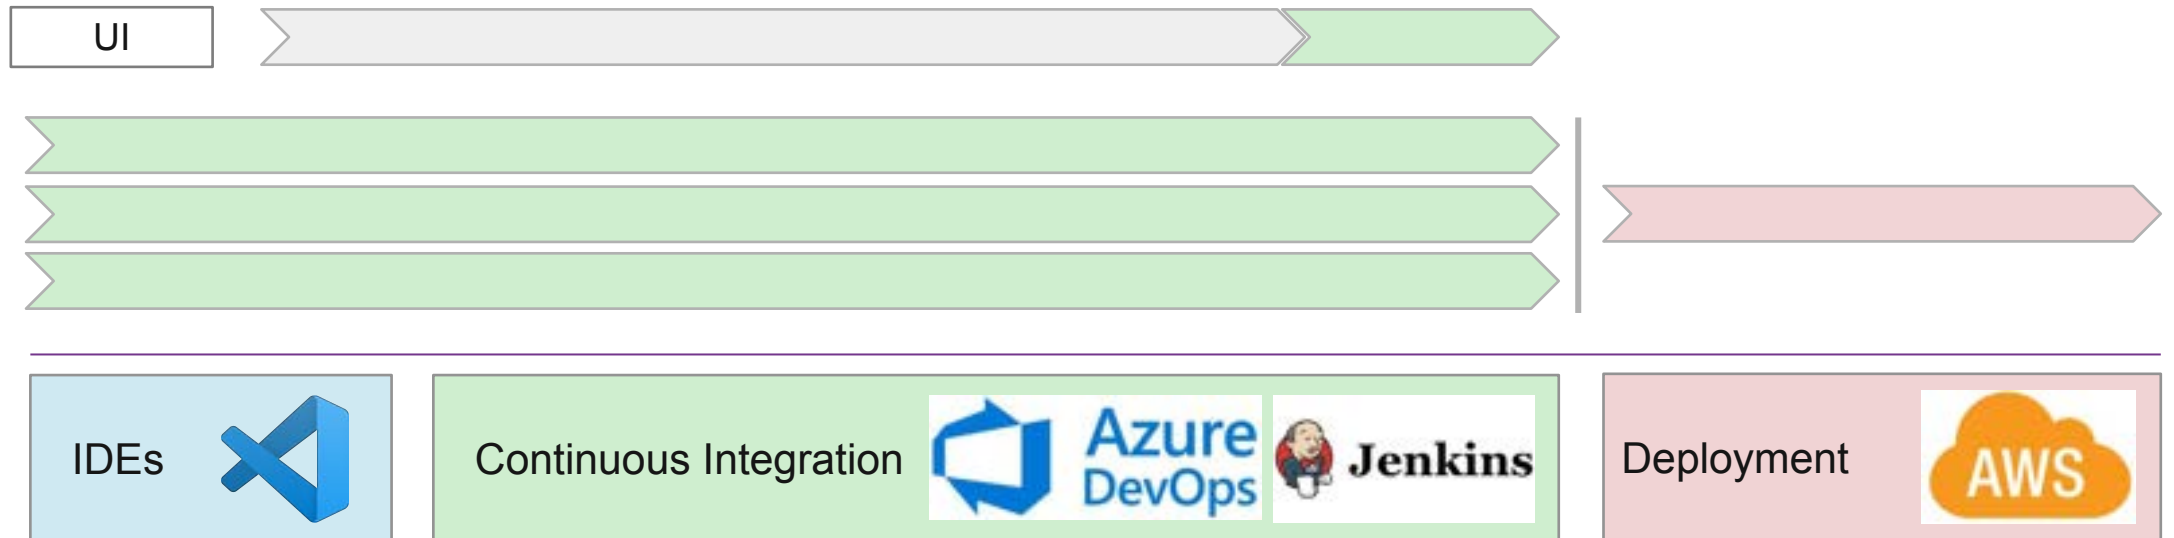 UI
IDEs
Continuous Integration
Azure
DevOps
Jenkins
Deployment
AWS